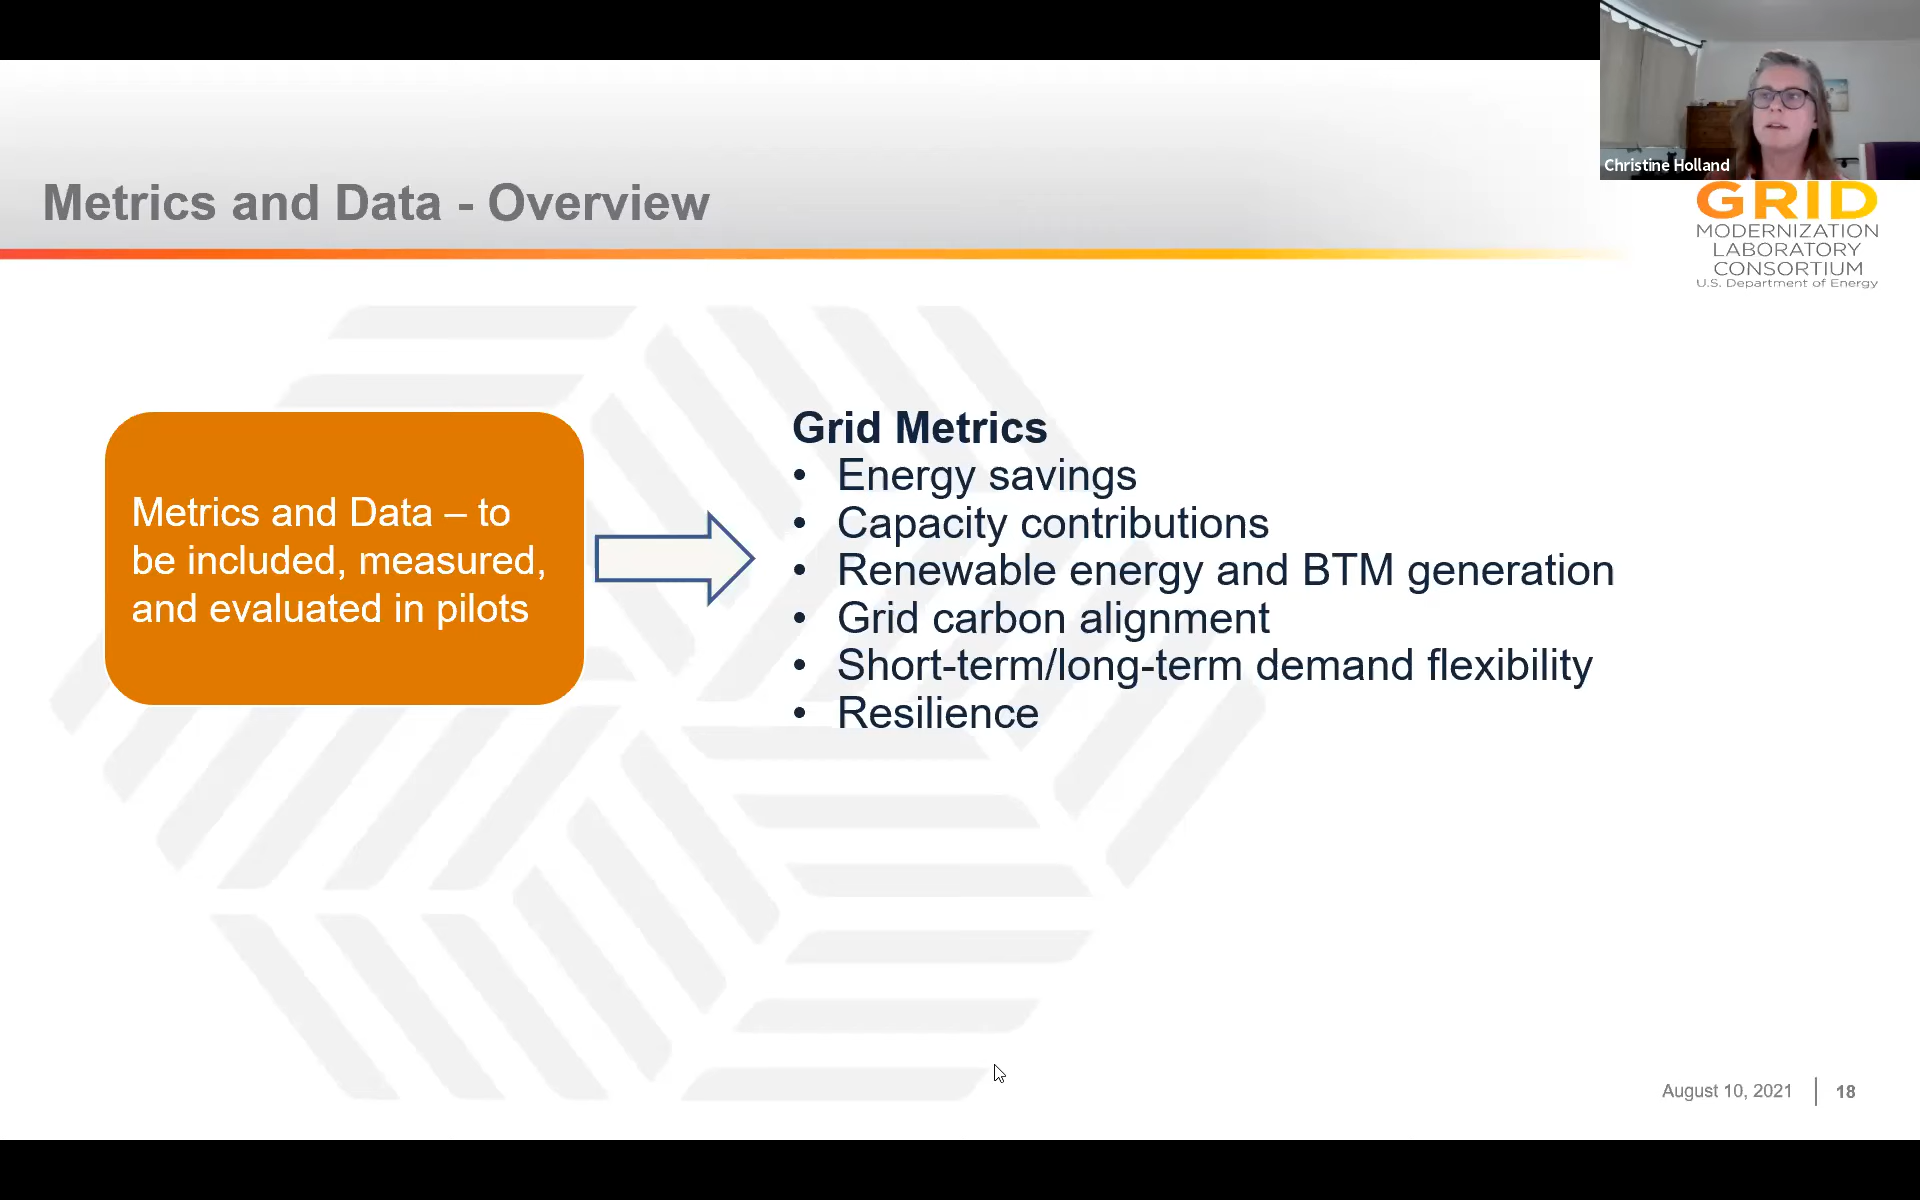 Christine Holland
GRID
MODERNIZATION
LABORATORY
CONSORTIUM
U.S. Department of Energy
Metrics and Data - Overview
Metrics and Data – to
be included, measured,
and evaluated in pilots
Grid Metrics
• Energy savings
• Capacity contributions
• Renewable energy and BTM generation
• Grid carbon alignment
• Short-term/long-term demand flexibility
• Resilience
August 10, 2021 | 18